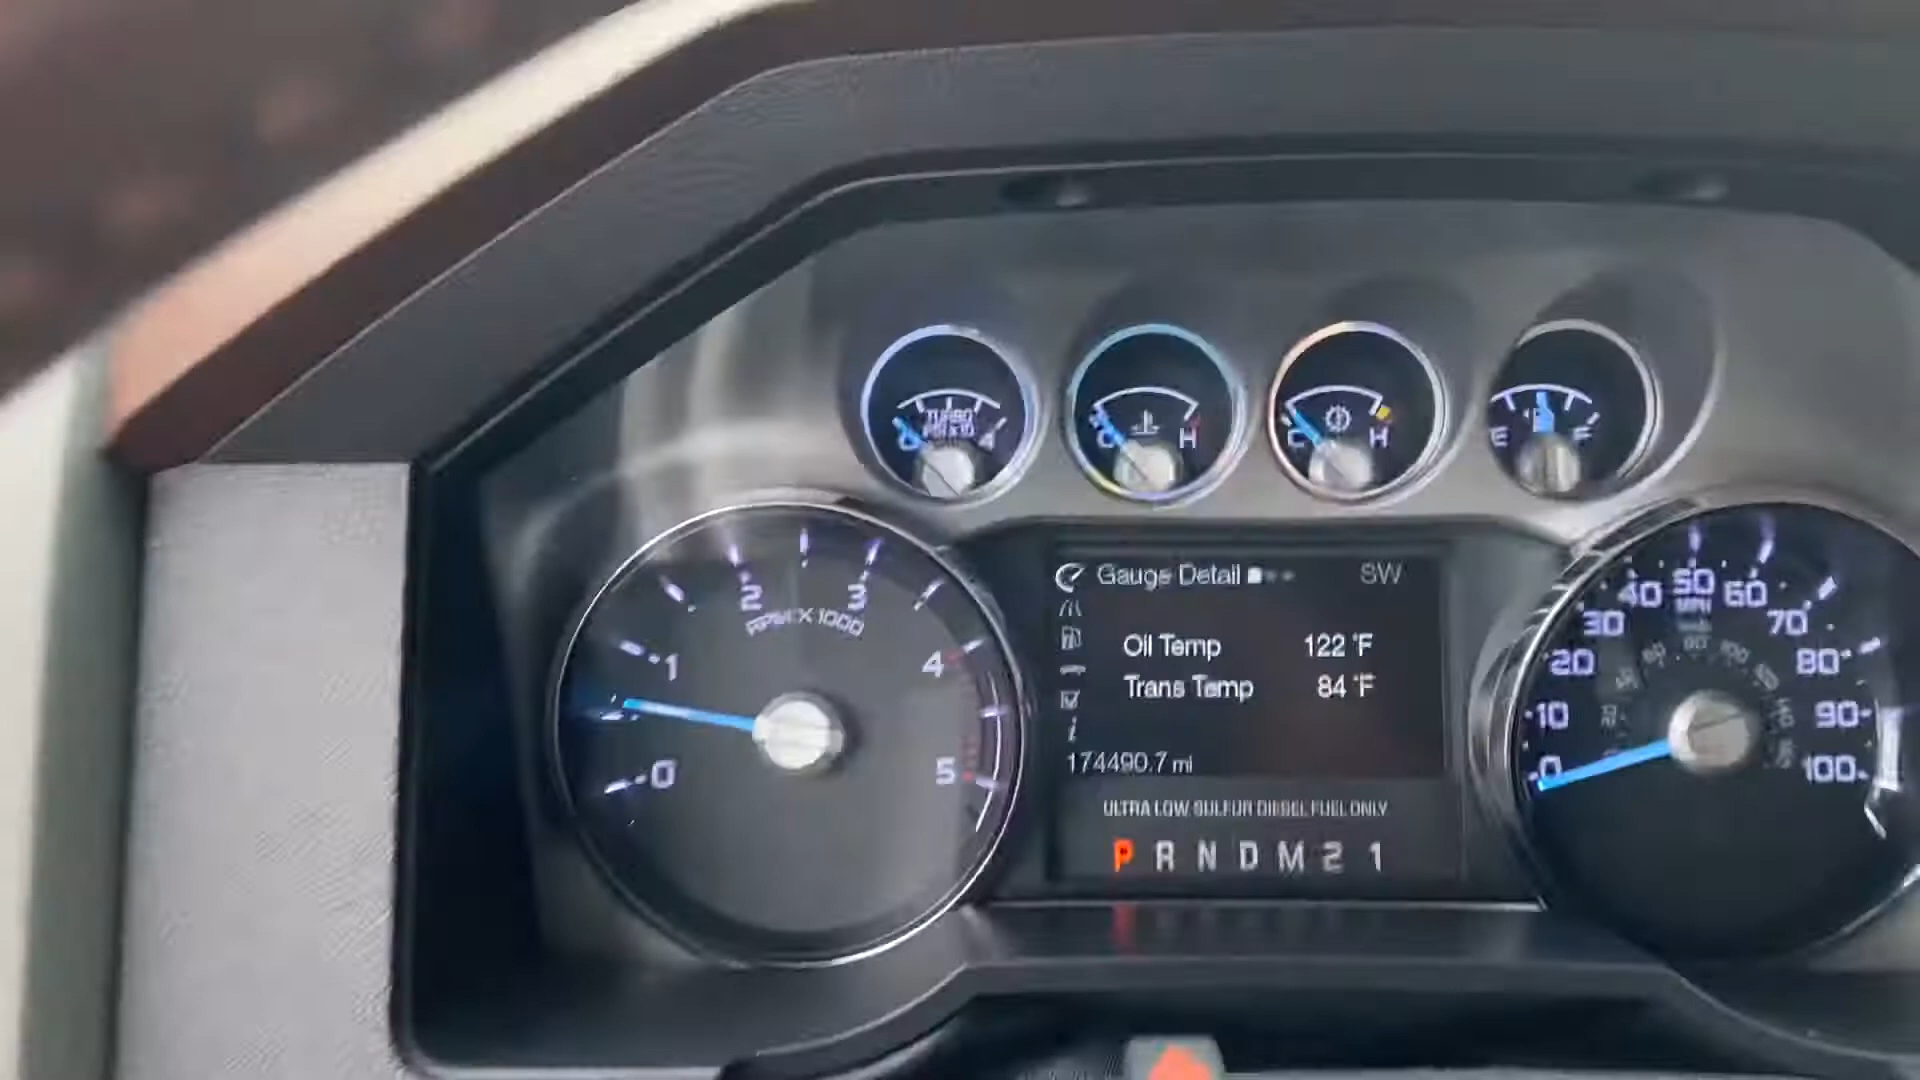 TURBO
PSI X 10
0 4
C H
C H
E F
0 1 2 3 4 5
RPM X 1000
Gauge Detail SW
Oil Temp 122 °F
Trans Temp 84 °F
174490.7 mi
ULTRA LOW SULFUR DIESEL FUEL ONLY
P R N D M 2 1
0 10 20 30 40 50 60 70 80 90 100
MPH